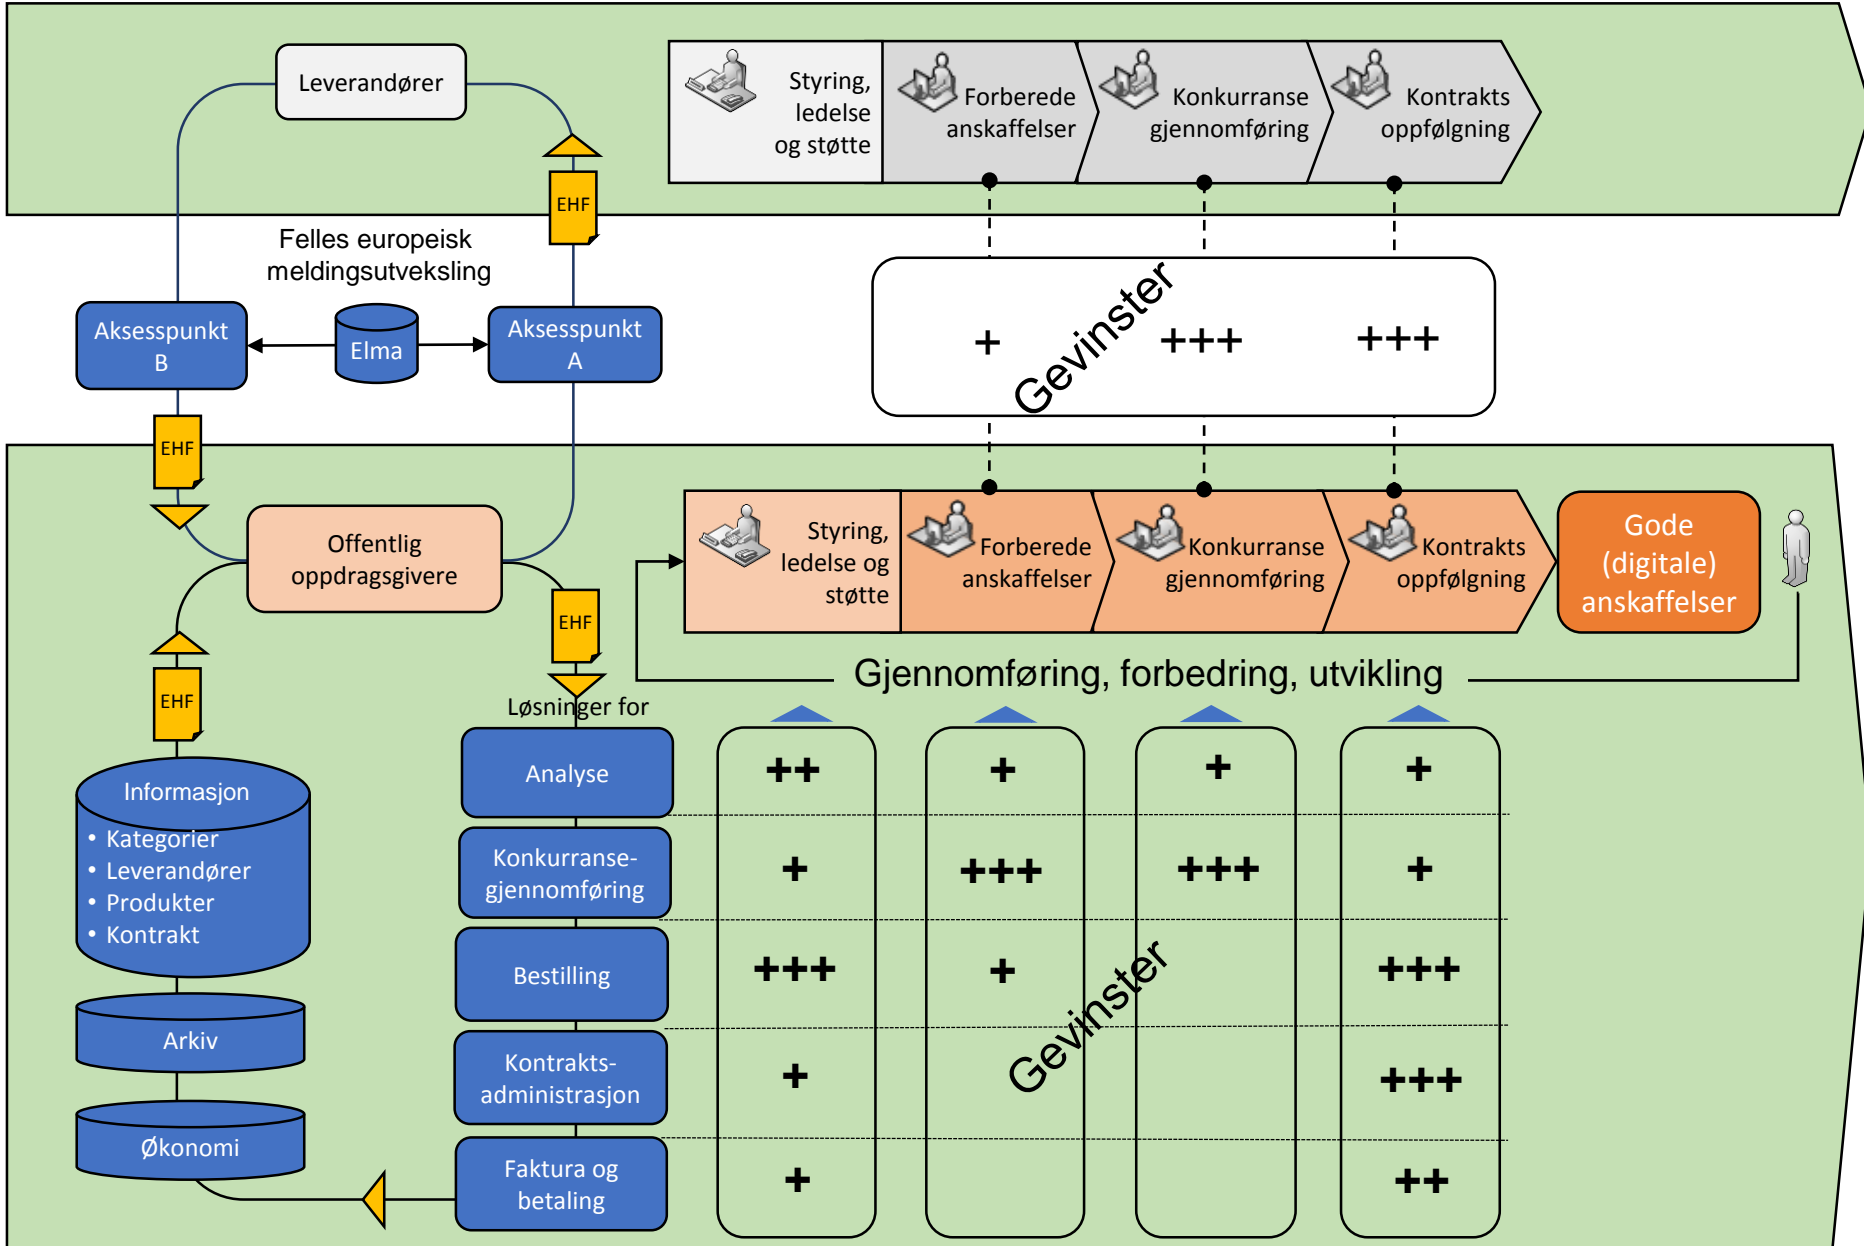 Leverandører
Styring,
ledelse
og støtte
Forberede
anskaffelser
Konkurranse
gjennomføring
Kontrakts
oppfølgning
EHF
Felles europeisk
meldingsutveksling
Aksesspunkt
B
Elma
Aksesspunkt
A
Gevinster
+
+++
+++
EHF
Offentlig
oppdragsgivere
Styring,
ledelse og
støtte
Forberede
anskaffelser
Konkurranse
gjennomføring
Kontrakts
oppfølgning
Gode
(digitale)
anskaffelser
EHF
EHF
Gjennomføring, forbedring, utvikling
Løsninger for
Informasjon
• Kategorier
• Leverandører
• Produkter
• Kontrakt
Arkiv
Økonomi
Analyse
++
+
+
+
Konkurranse-
gjennomføring
+
+++
+++
+
Bestilling
+++
+
+++
Gevinster
Kontrakts-
administrasjon
+
+++
Faktura og
betaling
+
++